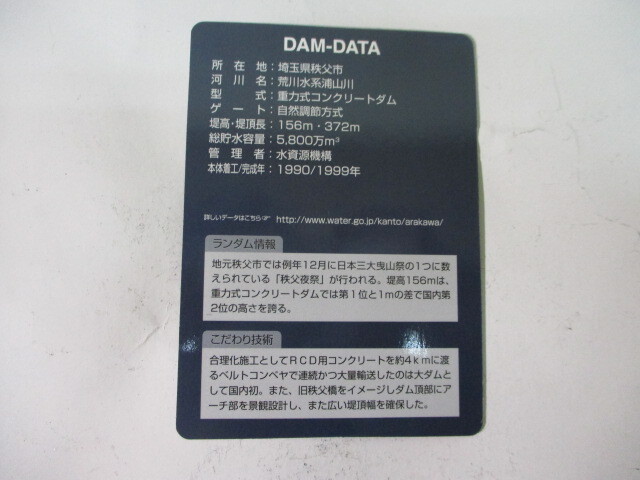 DAM-DATA
所在地：埼玉県秩父市
河川名：荒川水系浦山川
型式：重力式コンクリートダム
ゲート：自然調節方式
堤高・堤頂長：156m・372m
総貯水容量：5,800万m³
管理者：水資源機構
本体着工/完成年：1990/1999年
詳しいデータはこちら☞ http://www.water.go.jp/kanto/arakawa/
ランダム情報
地元秩父市では例年12月に日本三大曳山祭の1つに数
えられている「秩父夜祭」が行われる。堤高156mは、
重力式コンクリートダムでは第1位と1mの差で国内第
2位の高さを誇る。
こだわり技術
合理化施工としてRCD用コンクリートを約4kmに渡
るベルトコンベヤで連続かつ大量輸送したのは大ダムと
して国内初。また、旧秩父橋をイメージしダム頂部にア
ーチ部を景観設計し、また広い堤頂幅を確保した。